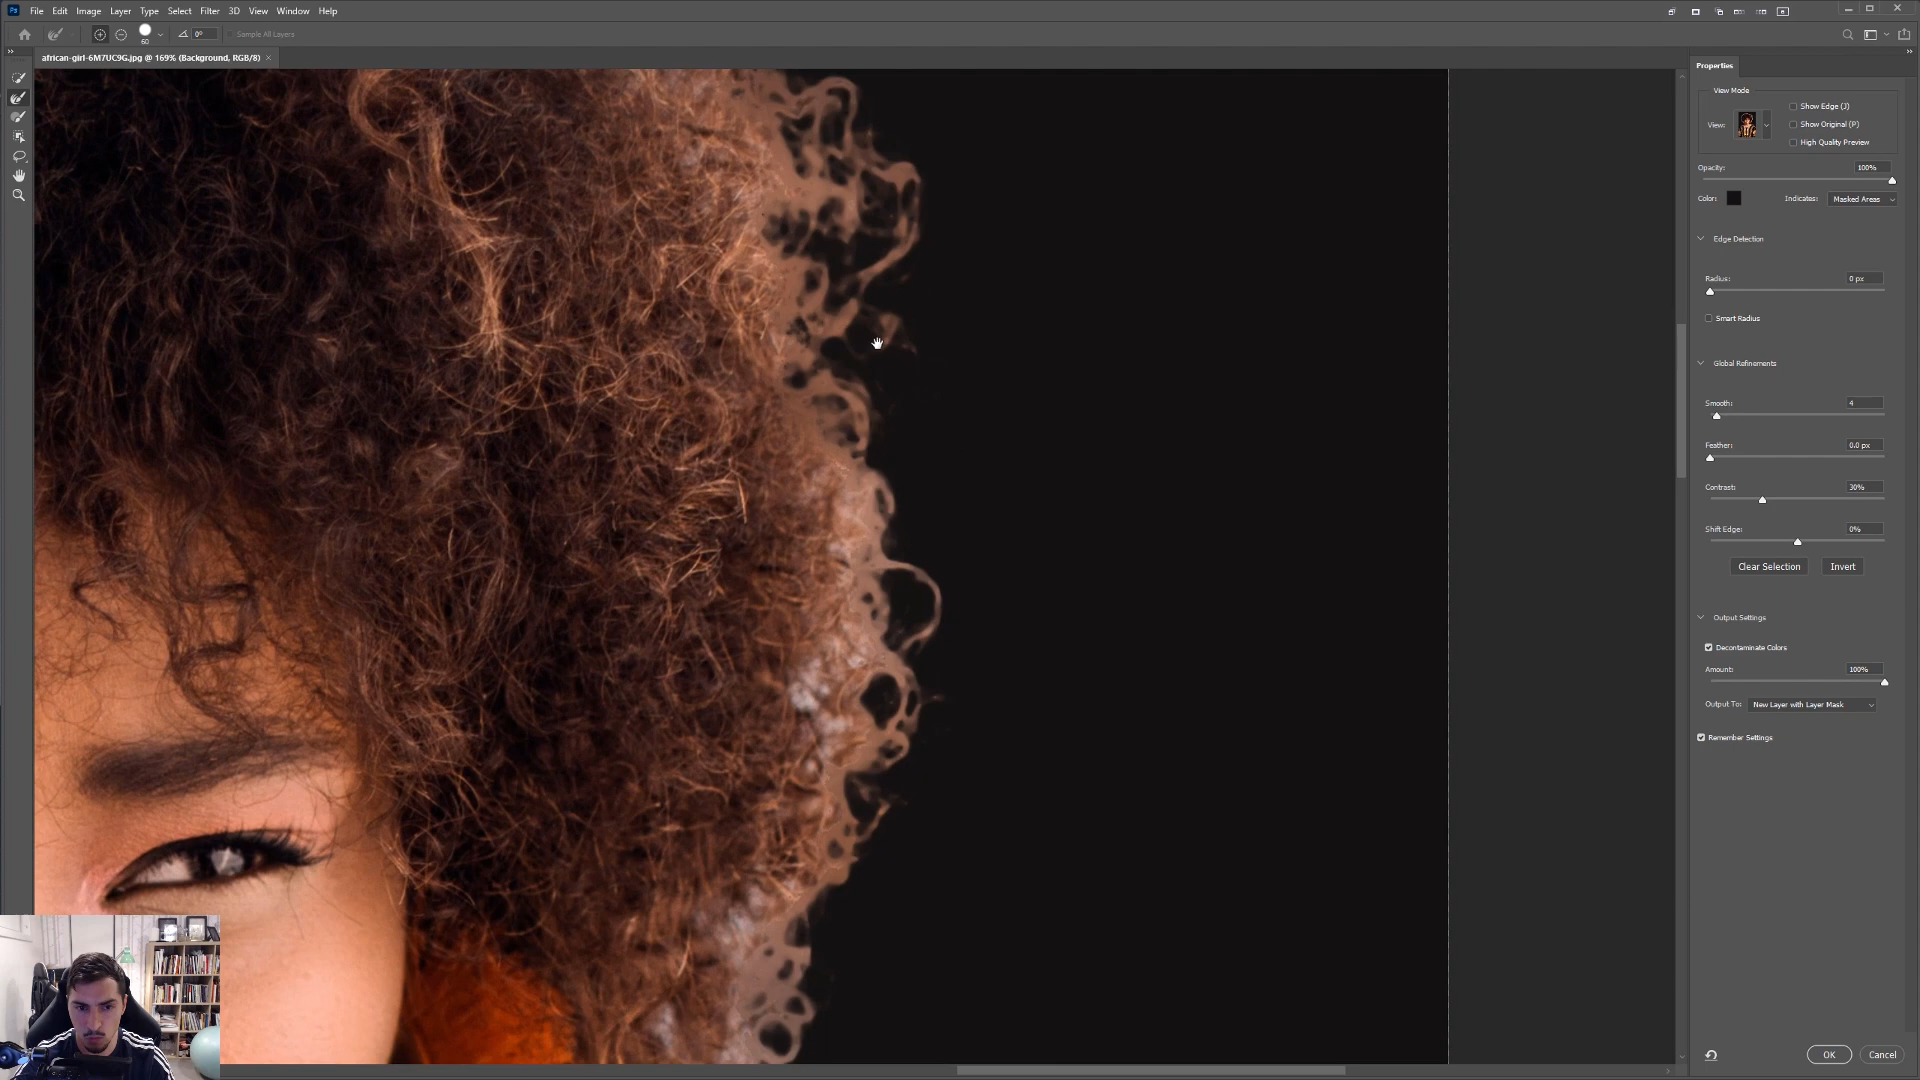 Ps File Edit Image Layer Type Select Filter 3D View Window Help
60 0° Sample All Layers
african-girl-6M7UC9G.jpg @ 169% (Background, RGB/8) ×
Properties
View Mode
View:
Show Edge (J)
Show Original (P)
High Quality Preview
Opacity: 100%
Color: Indicates: Masked Areas
Edge Detection
Radius: 0 px
Smart Radius
Global Refinements
Smooth: 4
Feather: 0.0 px
Contrast: 30%
Shift Edge: 0%
Clear Selection Invert
Output Settings
Decontaminate Colors
Amount: 100%
Output To: New Layer with Layer Mask
Remember Settings
OK Cancel